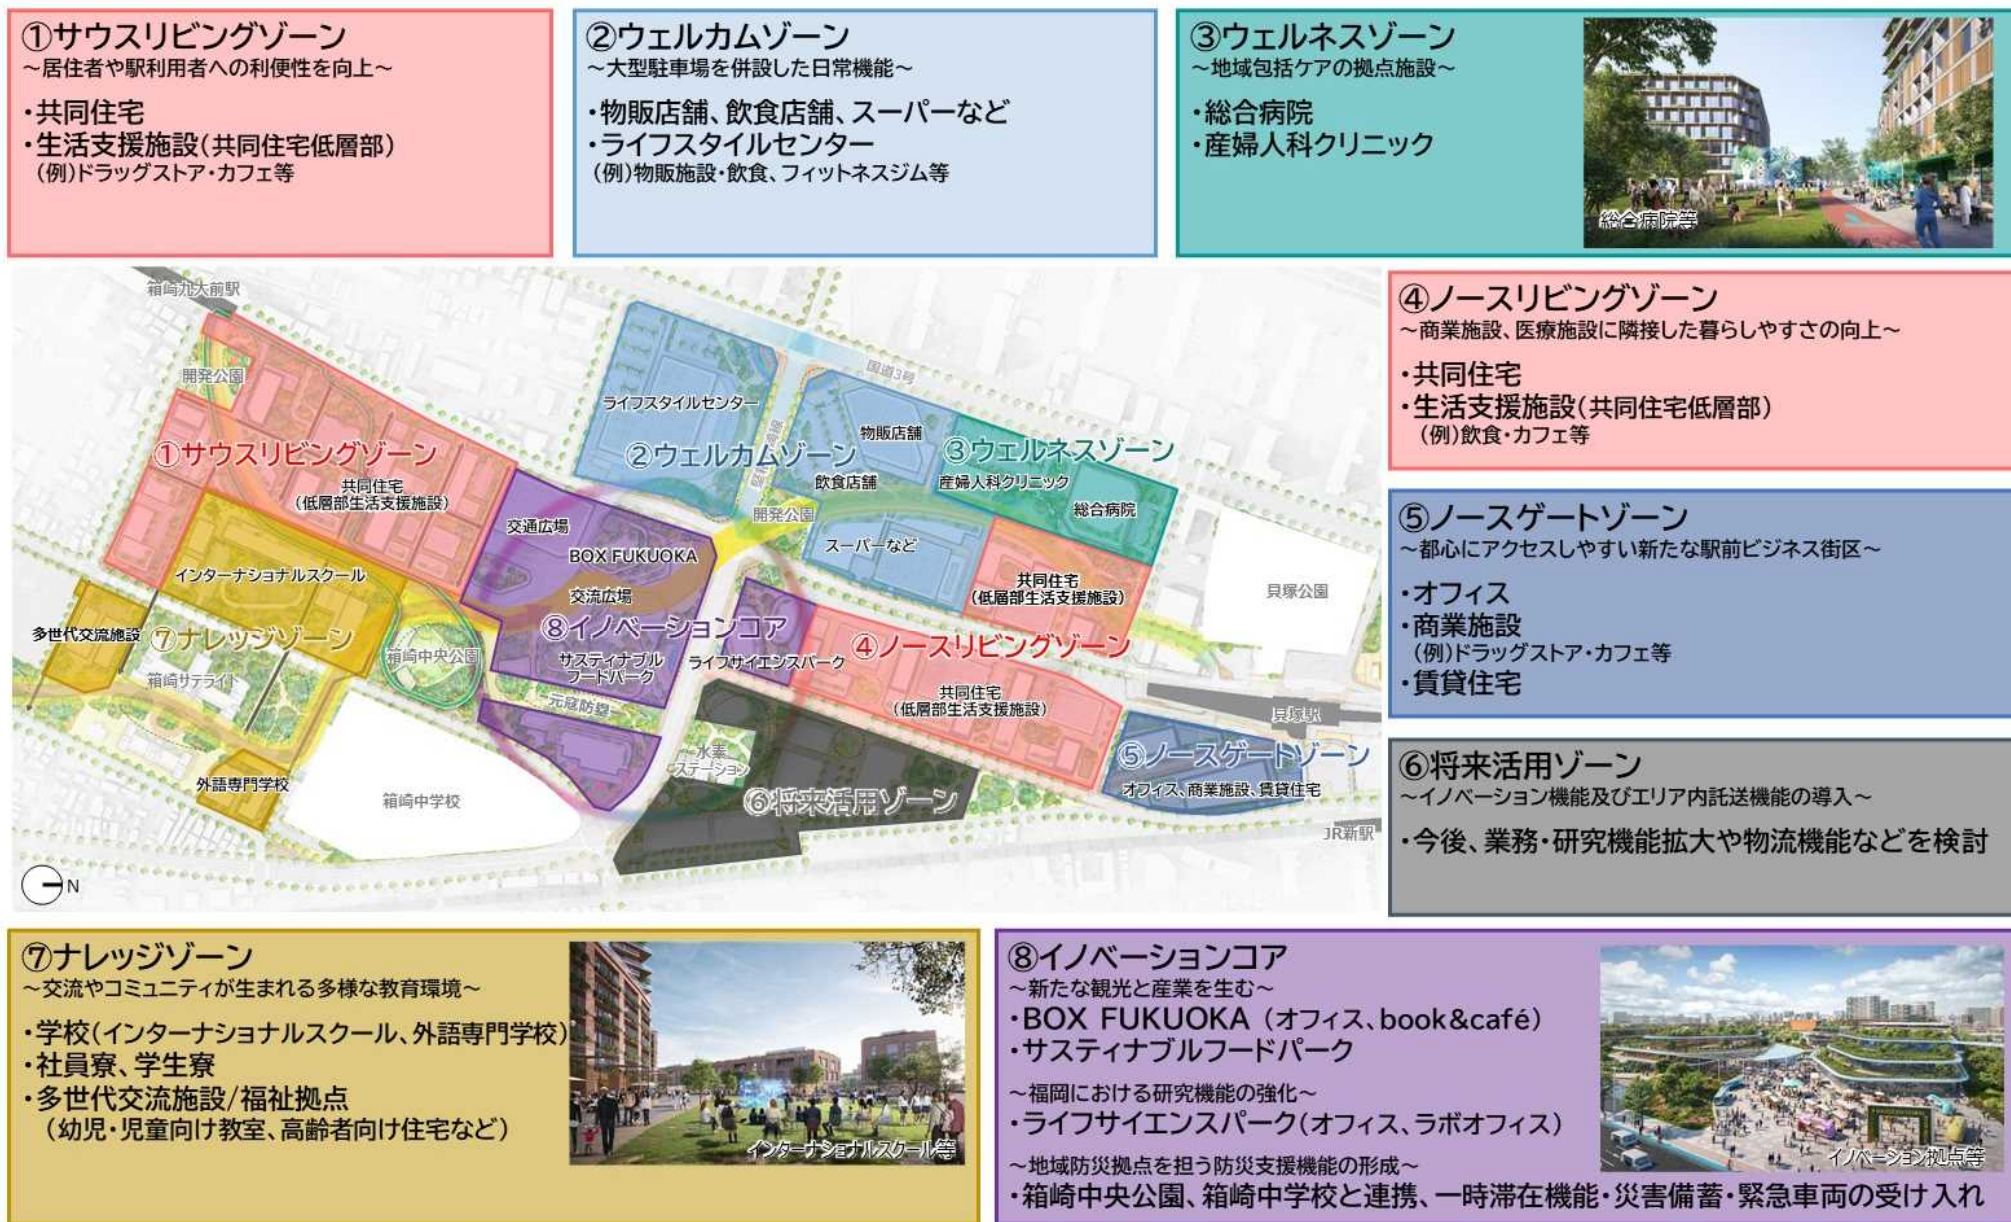 ①サウスリビングゾーン
～居住者や駅利用者への利便性を向上～
・共同住宅
・生活支援施設(共同住宅低層部)
(例)ドラッグストア・カフェ等
②ウェルカムゾーン
～大型駐車場を併設した日常機能～
・物販店舗、飲食店舗、スーパーなど
・ライフスタイルセンター
(例)物販施設・飲食、フィットネスジム等
③ウェルネスゾーン
～地域包括ケアの拠点施設～
・総合病院
・産婦人科クリニック
総合病院等
箱崎九大前駅
開発公園
①サウスリビングゾーン
共同住宅
(低層部生活支援施設)
ライフスタイルセンター
②ウェルカムゾーン
国道3号
物販店舗
飲食店舗
③ウェルネスゾーン
産婦人科クリニック
総合病院
開発公園
スーパーなど
共同住宅
(低層部生活支援施設)
貝塚公園
交通広場
BOX FUKUOKA
交流広場
⑧イノベーションコア
サスティナブル
フードパーク
ライフサイエンスパーク
④ノースリビングゾーン
共同住宅
(低層部生活支援施設)
インターナショナルスクール
多世代交流施設
⑦ナレッジゾーン
箱崎サテライト
箱崎中央公園
元寇防塁
外語専門学校
箱崎中学校
水素
ステーション
⑥将来活用ゾーン
貝塚駅
⑤ノースゲートゾーン
オフィス、商業施設、賃貸住宅
JR新駅
N
④ノースリビングゾーン
～商業施設、医療施設に隣接した暮らしやすさの向上～
・共同住宅
・生活支援施設(共同住宅低層部)
(例)飲食・カフェ等
⑤ノースゲートゾーン
～都心にアクセスしやすい新たな駅前ビジネス街区～
・オフィス
・商業施設
(例)ドラッグストア・カフェ等
・賃貸住宅
⑥将来活用ゾーン
～イノベーション機能及びエリア内託送機能の導入～
・今後、業務・研究機能拡大や物流機能などを検討
⑦ナレッジゾーン
～交流やコミュニティが生まれる多様な教育環境～
・学校(インターナショナルスクール、外語専門学校)
・社員寮、学生寮
・多世代交流施設/福祉拠点
(幼児・児童向け教室、高齢者向け住宅など)
インターナショナルスクール等
⑧イノベーションコア
～新たな観光と産業を生む～
・BOX FUKUOKA (オフィス、book&café)
・サスティナブルフードパーク
～福岡における研究機能の強化～
・ライフサイエンスパーク(オフィス、ラボオフィス)
～地域防災拠点を担う防災支援機能の形成～
・箱崎中央公園、箱崎中学校と連携、一時滞在機能・災害備蓄・緊急車両の受け入れ
イノベーション拠点等